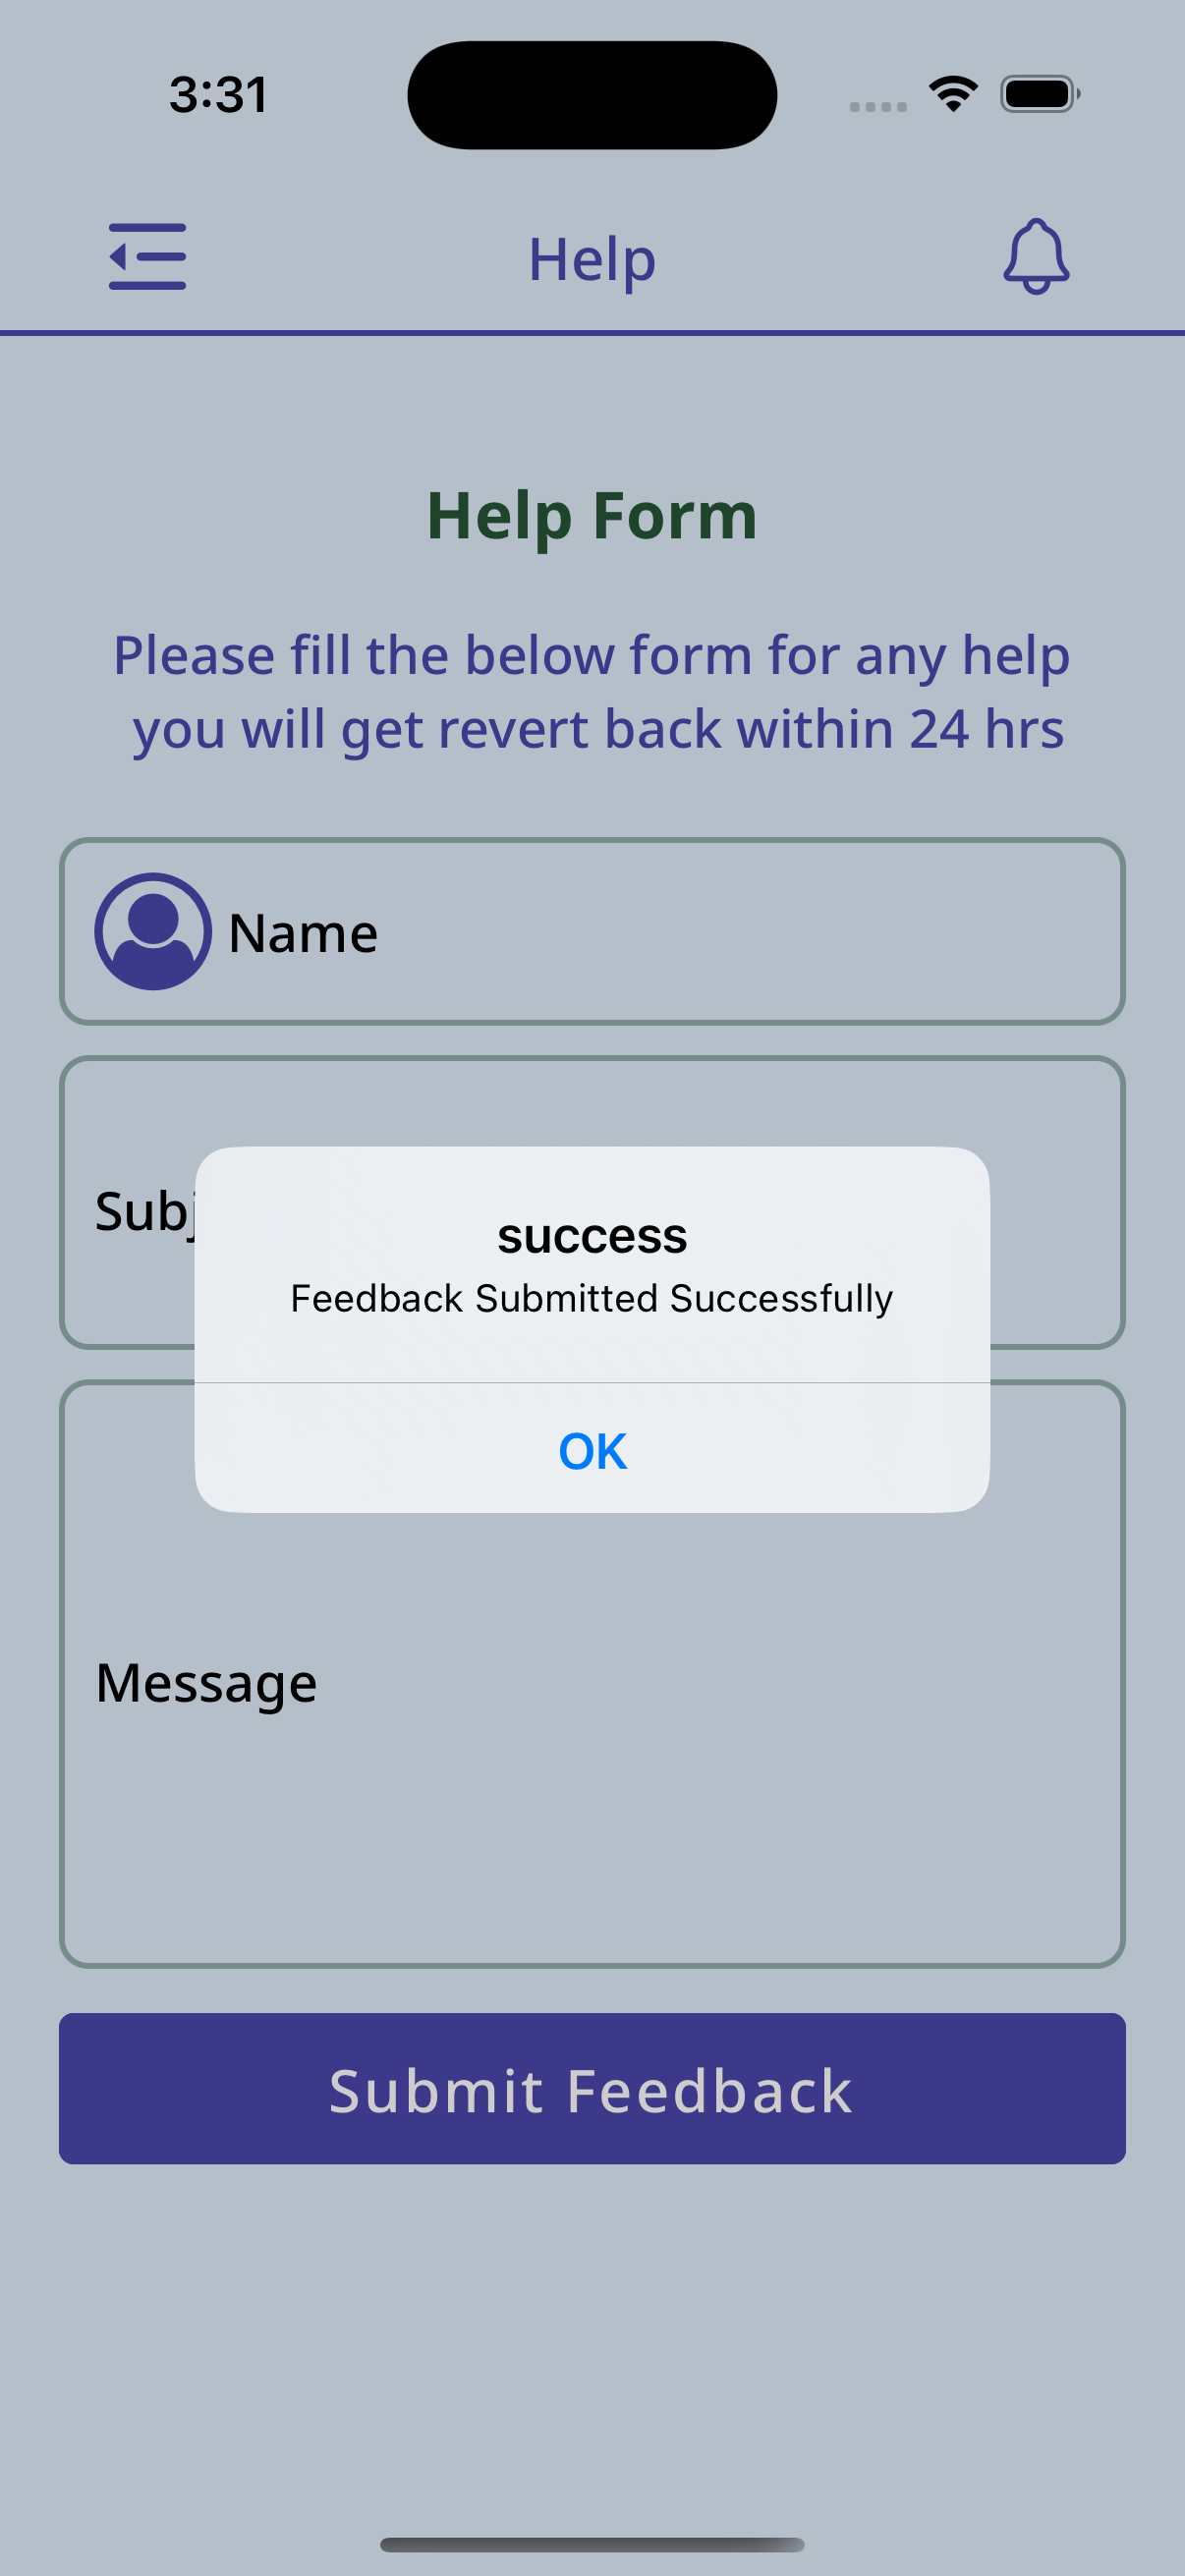 3:31
Help
Help Form
Please fill the below form for any help
you will get revert back within 24 hrs
Name
success
Feedback Submitted Successfully
OK
Message
Submit Feedback